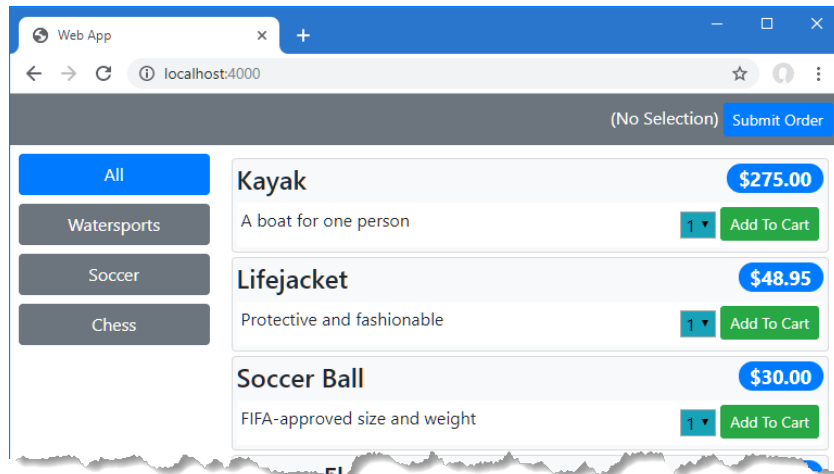 Web App
localhost:4000
(No Selection) Submit Order
All
Watersports
Soccer
Chess
Kayak $275.00
A boat for one person 1 Add To Cart
Lifejacket $48.95
Protective and fashionable 1 Add To Cart
Soccer Ball $30.00
FIFA-approved size and weight 1 Add To Cart